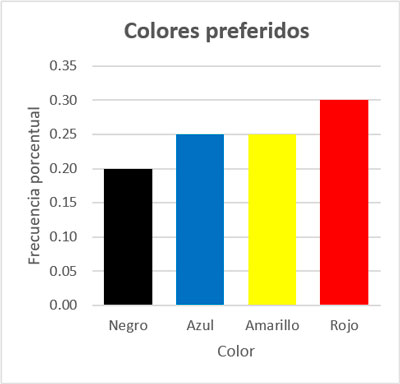 Colores preferidos
0.35
0.30
0.25
0.20
0.15
0.10
0.05
0.00
Frecuencia porcentual
Negro Azul Amarillo Rojo
Color